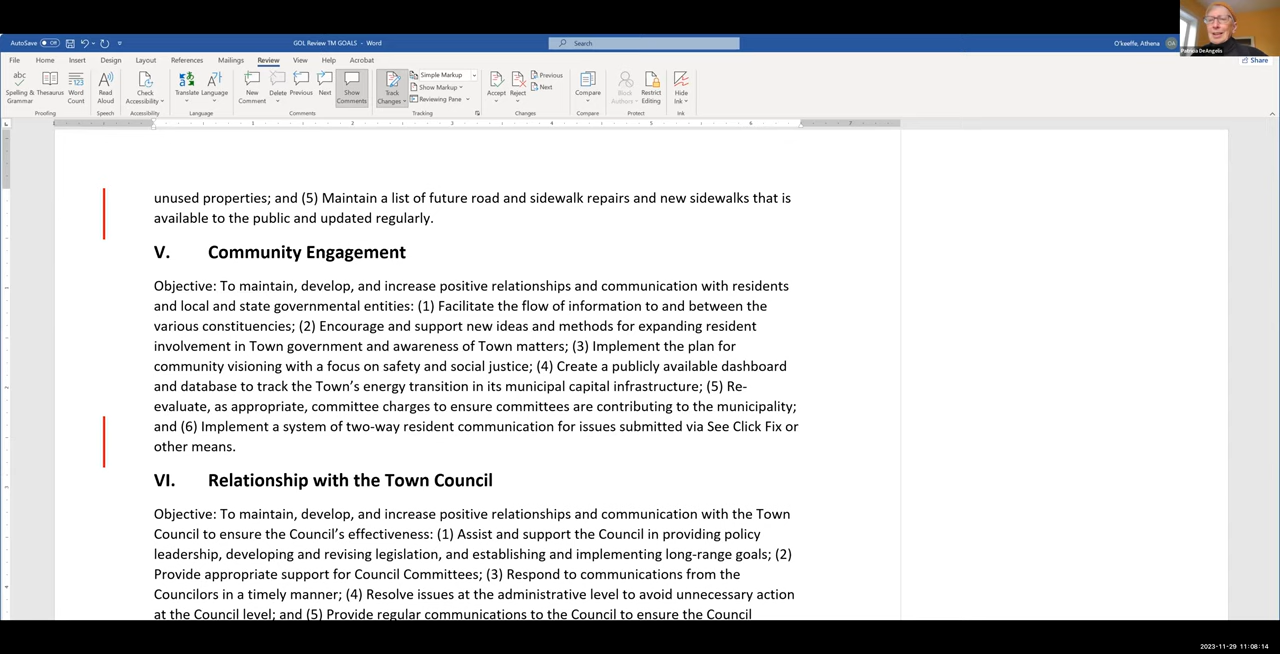 AutoSave Off
GOL Review TM GOALS - Word
Search
O'keeffe, Athena OA
Patricia DeAngelis
File Home Insert Draw Design Layout References Mailings Review View Help Acrobat
Share
Spelling & Grammar
Thesaurus
Word Count
Proofing
Read Aloud
Speech
Check Accessibility
Accessibility
Translate
Language
Language
New Comment
Delete
Previous
Next
Show Comments
Comments
Track Changes
Simple Markup
Show Markup
Reviewing Pane
Tracking
Accept
Reject
Previous
Next
Changes
Compare
Compare
Block Authors
Restrict Editing
Protect
Hide Ink
Ink
unused properties; and (5) Maintain a list of future road and sidewalk repairs and new sidewalks that is
available to the public and updated regularly.
V. Community Engagement
Objective: To maintain, develop, and increase positive relationships and communication with residents
and local and state governmental entities: (1) Facilitate the flow of information to and between the
various constituencies; (2) Encourage and support new ideas and methods for expanding resident
involvement in Town government and awareness of Town matters; (3) Implement the plan for
community visioning with a focus on safety and social justice; (4) Create a publicly available dashboard
and database to track the Town's energy transition in its municipal capital infrastructure; (5) Re-
evaluate, as appropriate, committee charges to ensure committees are contributing to the municipality;
and (6) Implement a system of two-way resident communication for issues submitted via See Click Fix or
other means.
VI. Relationship with the Town Council
Objective: To maintain, develop, and increase positive relationships and communication with the Town
Council to ensure the Council's effectiveness: (1) Assist and support the Council in providing policy
leadership, developing and revising legislation, and establishing and implementing long-range goals; (2)
Provide appropriate support for Council Committees; (3) Respond to communications from the
Councilors in a timely manner; (4) Resolve issues at the administrative level to avoid unnecessary action
at the Council level; and (5) Provide regular communications to the Council to ensure the Council
2023-11-29 11:08:14